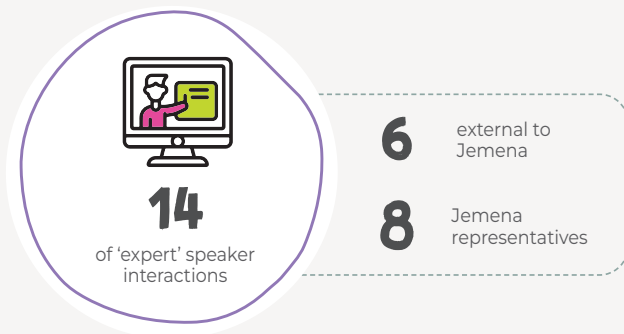 14
of ‘expert’ speaker
interactions
6
external to
Jemena
8
Jemena
representatives